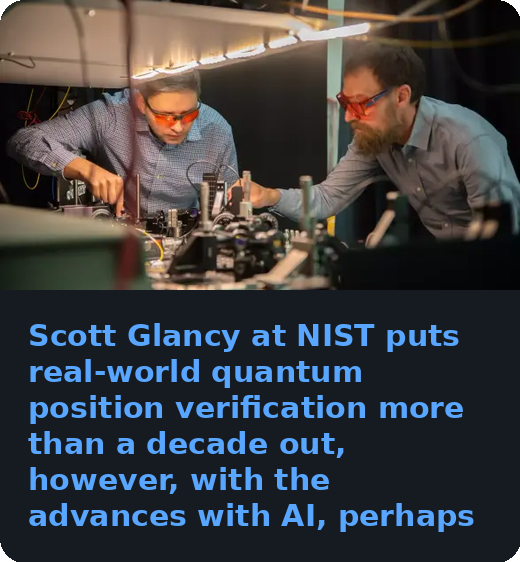 Scott Glancy at NIST puts
real-world quantum
position verification more
than a decade out,
however, with the
advances with AI, perhaps